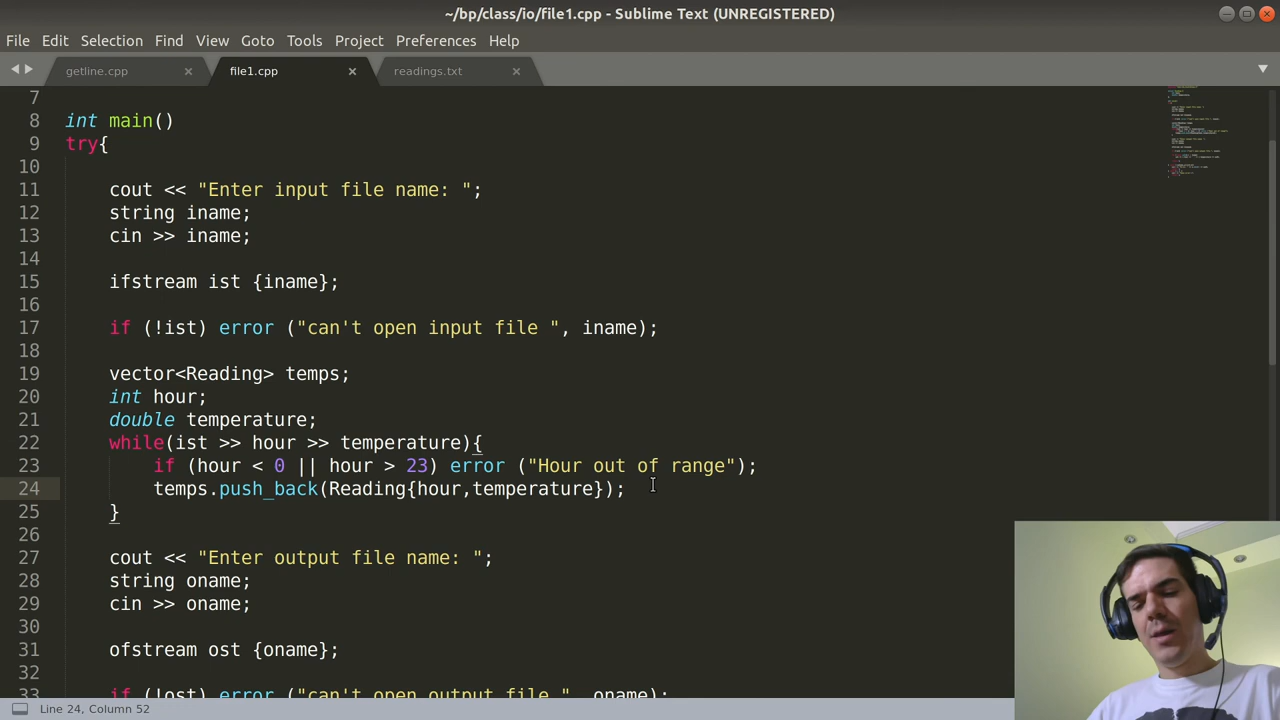 ~/bp/class/io/file1.cpp - Sublime Text (UNREGISTERED)
File Edit Selection Find View Goto Tools Project Preferences Help
getline.cpp file1.cpp readings.txt
7
8 int main()
9 try{
10
11 cout << "Enter input file name: ";
12 string iname;
13 cin >> iname;
14
15 ifstream ist {iname};
16
17 if (!ist) error ("can't open input file ", iname);
18
19 vector<Reading> temps;
20 int hour;
21 double temperature;
22 while(ist >> hour >> temperature){
23 if (hour < 0 || hour > 23) error ("Hour out of range");
24 temps.push_back(Reading{hour,temperature});
25 }
26
27 cout << "Enter output file name: ";
28 string oname;
29 cin >> oname;
30
31 ofstream ost {oname};
32
33 if (!ost) error ("can't open output file ", oname);
Line 24, Column 52